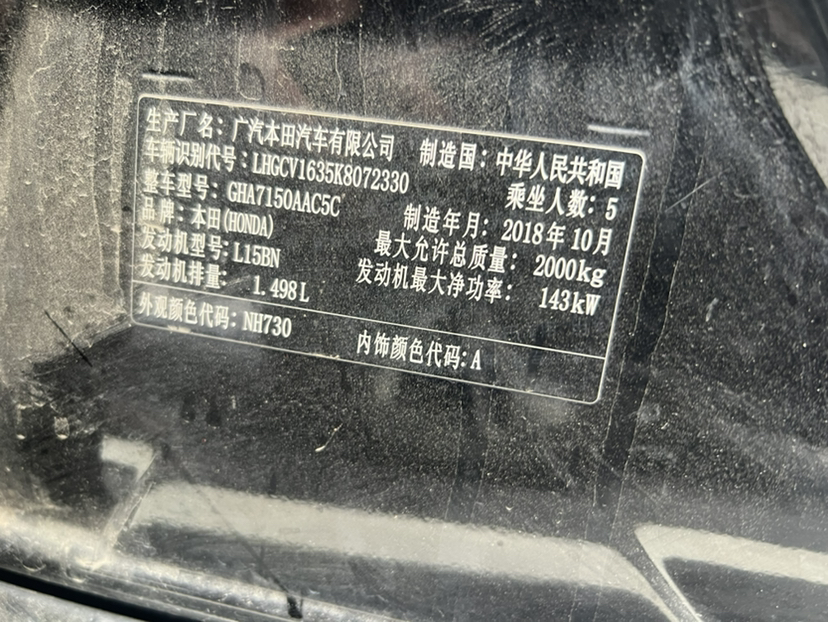 生产厂名：广汽本田汽车有限公司 制造国：中华人民共和国
车辆识别代号：LHGCV1635K8072330 乘坐人数：5
整车型号：GHA7150AAC5C 制造年月：2018年10月
品牌：本田(HONDA) 最大允许总质量：2000kg
发动机型号：L15BN 发动机最大净功率：143kW
发动机排量：1.498L
外观颜色代码：NH730 内饰颜色代码：A